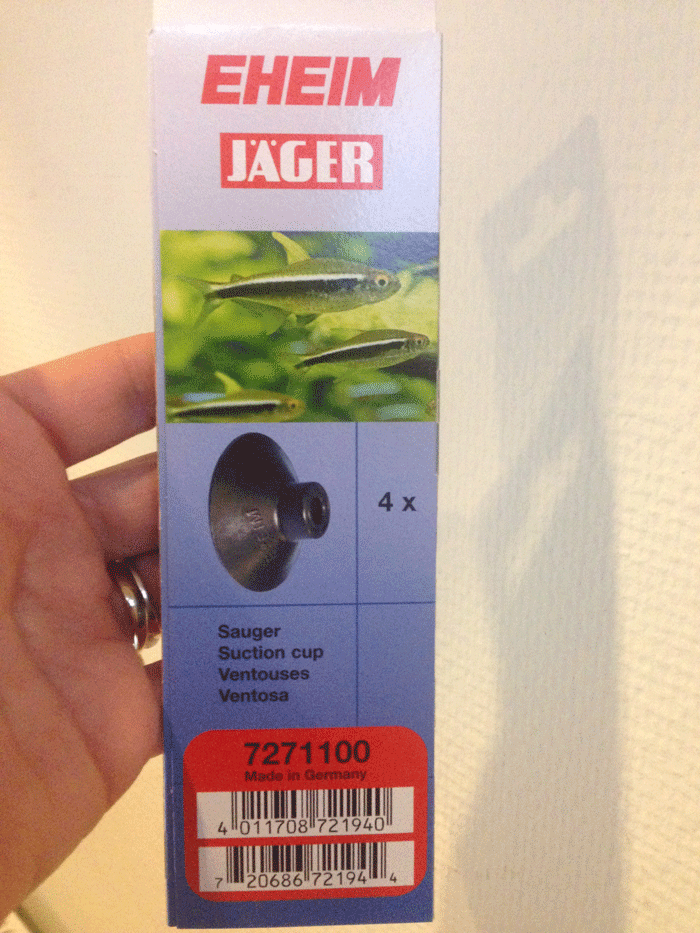 EHEIM
JÄGER
4 x
EHEIM
Sauger
Suction cup
Ventouses
Ventosa
7271100
Made in Germany
4 011708 721940
7 20686 72194 4